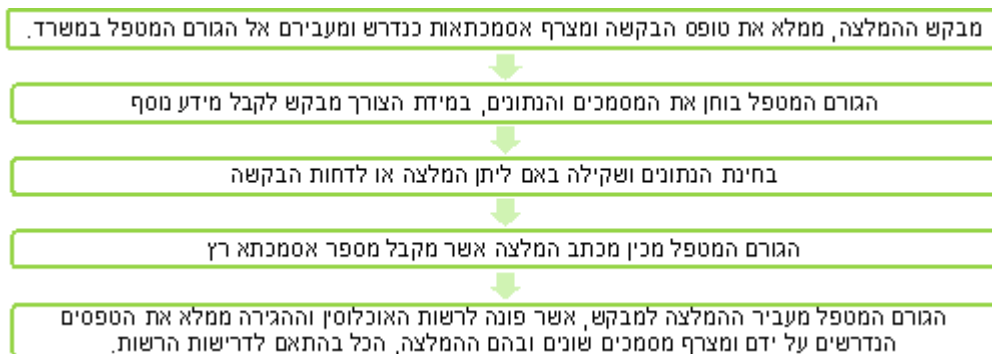 מבקש ההמלצה, ממלא את טופס הבקשה ומצרף אסמכתאות כנדרש ומעבירם אל הגורם המטפל במשרד.
הגורם המטפל בוחן את המסמכים והנתונים, במידת הצורך מבקש לקבל מידע נוסף
בחינת הנתונים ושקילה באם ליתן המלצה או לדחות הבקשה
הגורם המטפל מכין מכתב המלצה אשר מקבל מספר אסמכתא רץ
הגורם המטפל מעביר ההמלצה למבקש, אשר פונה לרשות האוכלוסין וההגירה ממלא את הטפסים
הנדרשים על ידם ומצרף מסמכים שונים ובהם ההמלצה, הכל בהתאם לדרישות הרשות.